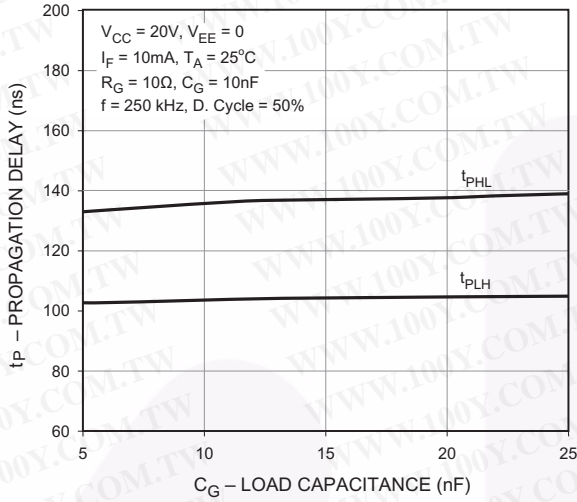 200
180
160
140
120
100
80
60
t_P – PROPAGATION DELAY (ns)
V_CC = 20V, V_EE = 0
I_F = 10mA, T_A = 25°C
R_G = 10Ω, C_G = 10nF
f = 250 kHz, D. Cycle = 50%
t_PHL
t_PLH
5 10 15 20 25
C_G – LOAD CAPACITANCE (nF)
WWW.100Y.COM.TW